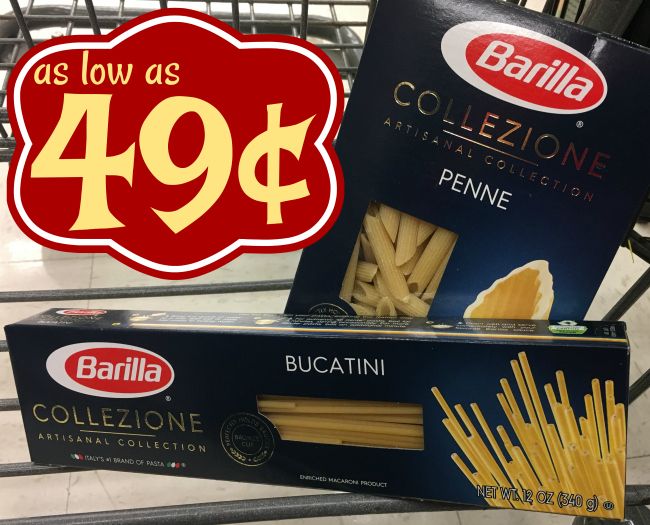 as low as
49¢
Barilla
®
COLLEZIONE
ARTISANAL COLLECTION
PENNE
Barilla
COLLEZIONE
ARTISANAL COLLECTION
ITALY'S #1 BRAND OF PASTA
BUCATINI
ENRICHED MACARONI PRODUCT
NET WT. 12 OZ (340 g)